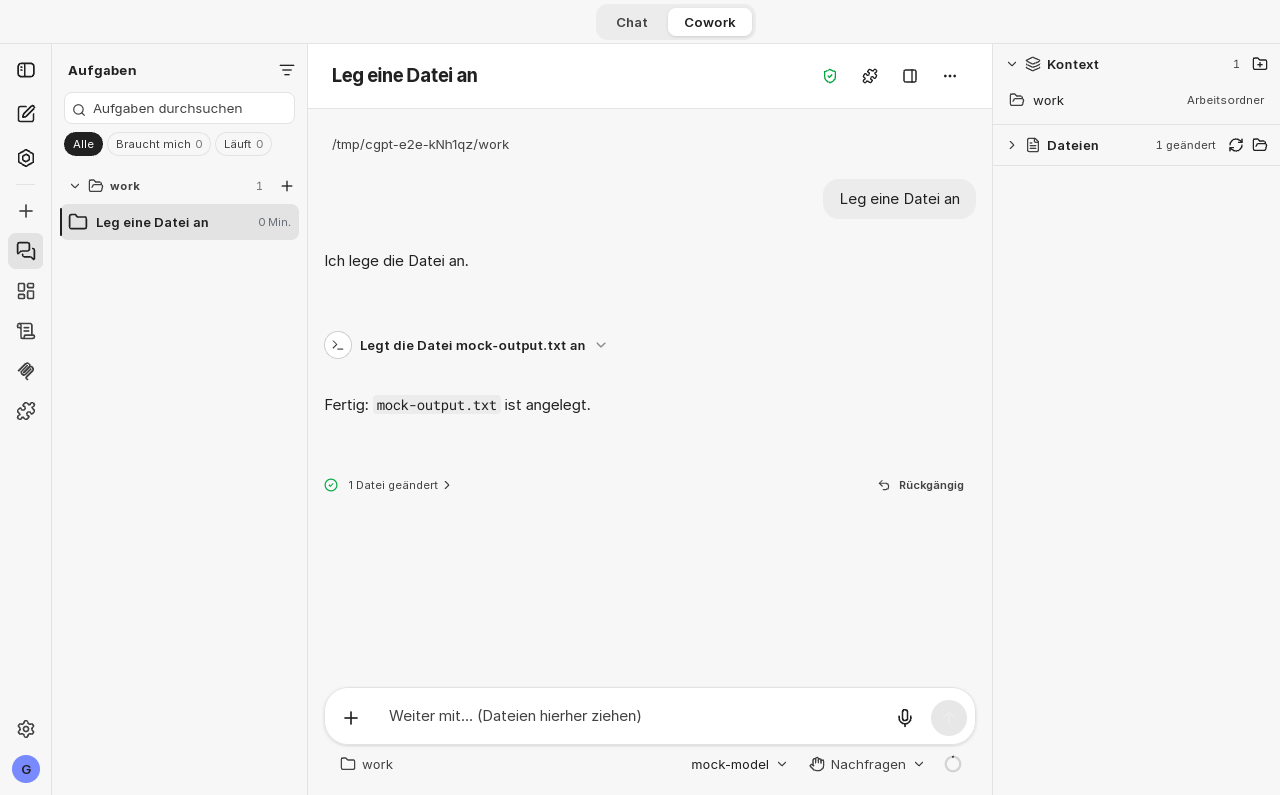 Chat
Cowork
Aufgaben
Aufgaben durchsuchen
Alle
Braucht mich 0
Läuft 0
work 1
Leg eine Datei an 0 Min.
G
Leg eine Datei an
/tmp/cgpt-e2e-kNh1qz/work
Leg eine Datei an
Ich lege die Datei an.
Legt die Datei mock-output.txt an
Fertig: mock-output.txt ist angelegt.
1 Datei geändert
Rückgängig
Weiter mit... (Dateien hierher ziehen)
work
mock-model
Nachfragen
Kontext 1
work Arbeitsordner
Dateien 1 geändert